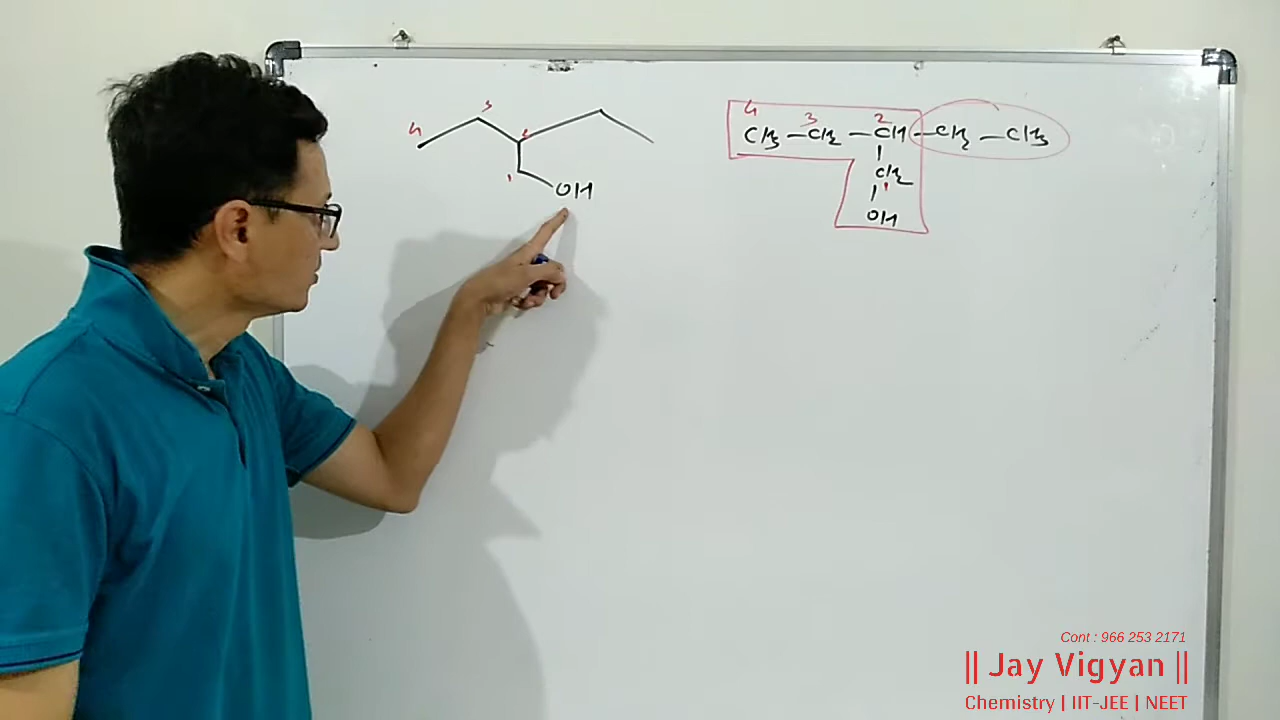 4 3 2
1 OH
4 3 2
CH3 – CH2 – CH – CH2 – CH3
|
CH2 1
|
OH
Cont : 966 253 2171
|| Jay Vigyan ||
Chemistry | IIT-JEE | NEET